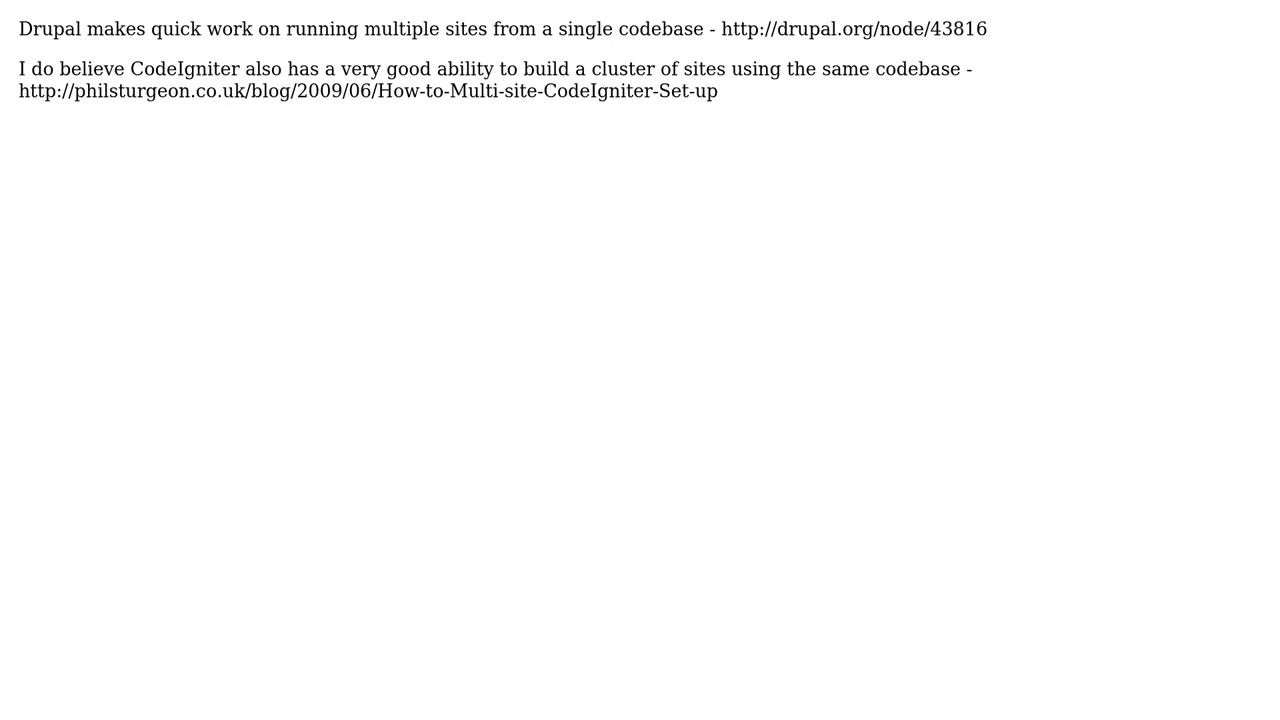 Drupal makes quick work on running multiple sites from a single codebase - http://drupal.org/node/43816
I do believe CodeIgniter also has a very good ability to build a cluster of sites using the same codebase -
http://philsturgeon.co.uk/blog/2009/06/How-to-Multi-site-CodeIgniter-Set-up